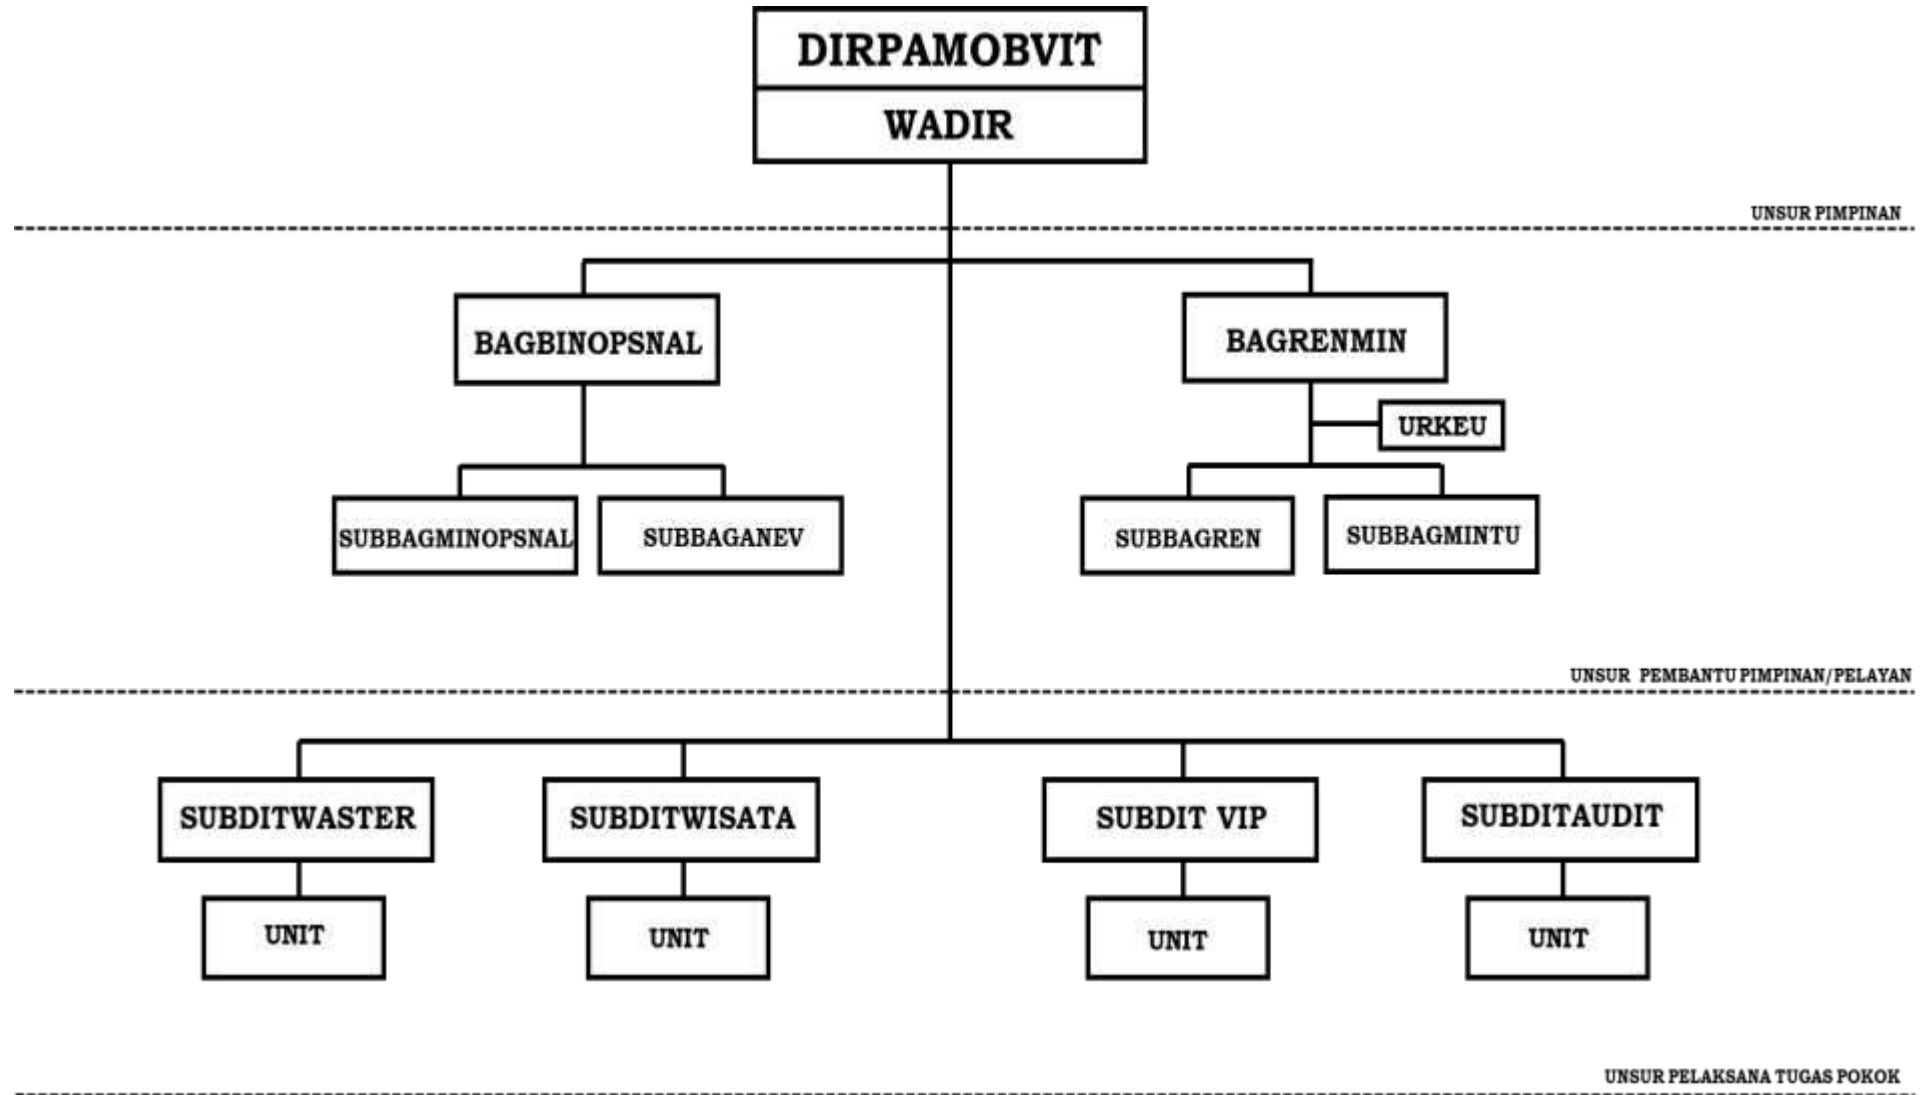 DIRPAMOBVIT
WADIR
UNSUR PIMPINAN
BAGBINOPSNAL
BAGRENMIN
URKEU
SUBBAGMINOPSNAL
SUBBAGANEV
SUBBAGREN
SUBBAGMINTU
UNSUR PEMBANTU PIMPINAN/PELAYAN
SUBDITWASTER
SUBDITWISATA
SUBDIT VIP
SUBDITAUDIT
UNIT
UNIT
UNIT
UNIT
UNSUR PELAKSANA TUGAS POKOK